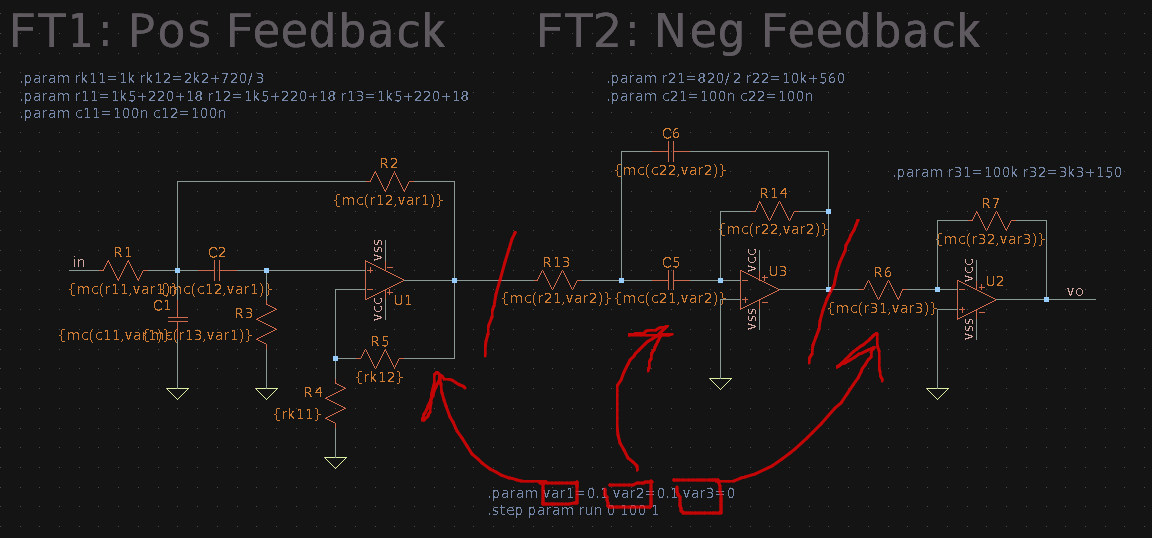 FT1: Pos Feedback
FT2: Neg Feedback
.param rk11=1k rk12=2k2+720/3
.param r11=1k5+220+18 r12=1k5+220+18 r13=1k5+220+18
.param c11=100n c12=100n
.param r21=820/2 r22=10k+560
.param c21=100n c22=100n
.param r31=100k r32=3k3+150
C6
{mc(c22,var2)}
R2
{mc(r12,var1)}
R14
{mc(r22,var2)}
R7
{mc(r32,var3)}
in
R1
{mc(r11,var1)}
C2
{mc(c12,var1)}
C1
{mc(c11,var1)}
R3
{mc(r13,var1)}
vss
+
−
U1
−
+
vcc
R5
{rk12}
R4
{rk11}
R13
{mc(r21,var2)}
C5
{mc(c21,var2)}
vcc
+
−
U3
+
−
vss
R6
{mc(r31,var3)}
vcc
+
−
U2
+
−
vss
vo
.param var1=0.1 var2=0.1 var3=0
.step param run 0 100 1